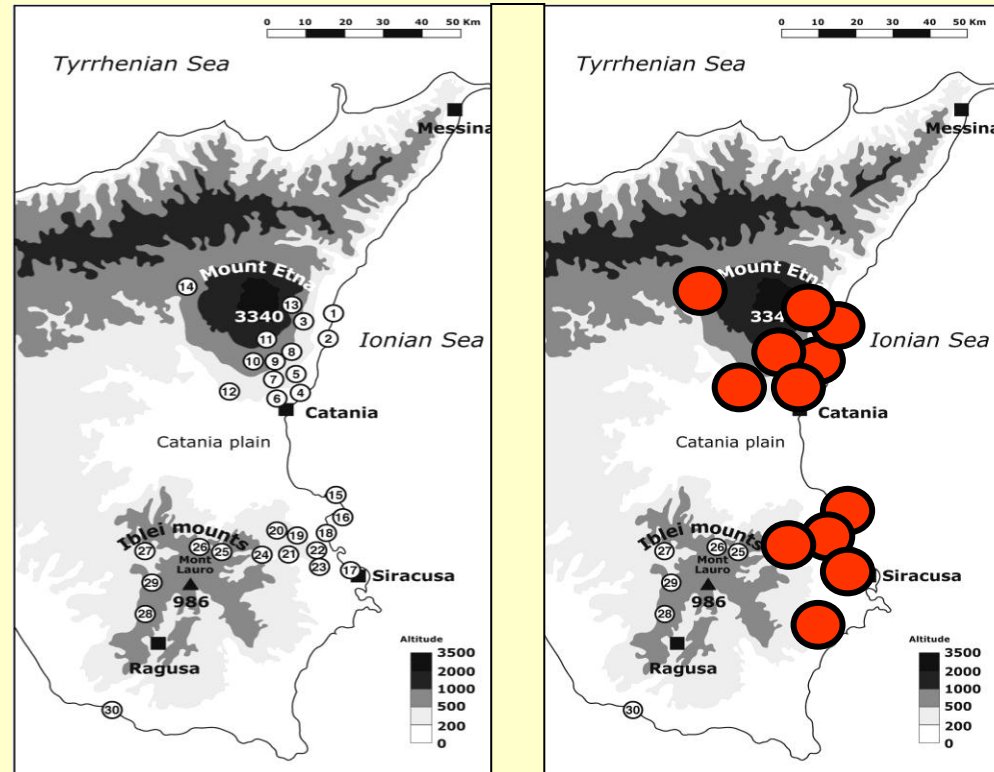 0 10 20 30 40 50 Km
Tyrrhenian Sea
Messina
Mount Etna
14
13
1
3340
3
2
11
Ionian Sea
8
10
9
5
7
12
4
6
Catania
Catania plain
15
16
Iblei mounts
20
19
18
27
26
25
24
21
22
Mont
Lauro
23
17
Siracusa
29
986
28
Altitude
3500
2000
1000
500
200
0
Ragusa
30
0 10 20 30 40 50 Km
Tyrrhenian Sea
Messina
Mount Etna
334
Ionian Sea
Catania
Catania plain
Iblei mounts
27
26
25
Mont
Lauro
Siracusa
29
986
28
Altitude
3500
2000
1000
500
200
0
Ragusa
30